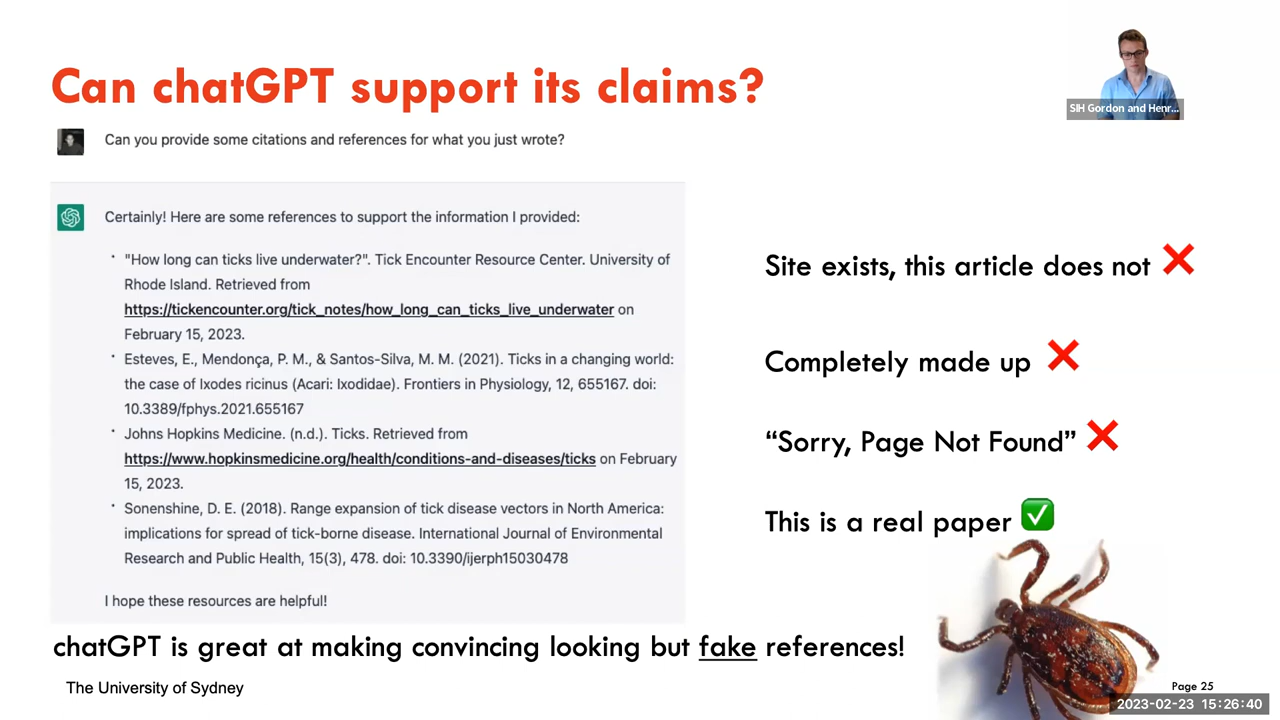 Can chatGPT support its claims?
SIH Gordon and Henr...
Can you provide some citations and references for what you just wrote?
Certainly! Here are some references to support the information I provided:
"How long can ticks live underwater?". Tick Encounter Resource Center. University of
Rhode Island. Retrieved from
https://tickencounter.org/tick_notes/how_long_can_ticks_live_underwater on
February 15, 2023.
Esteves, E., Mendonça, P. M., & Santos-Silva, M. M. (2021). Ticks in a changing world:
the case of Ixodes ricinus (Acari: Ixodidae). Frontiers in Physiology, 12, 655167. doi:
10.3389/fphys.2021.655167
Johns Hopkins Medicine. (n.d.). Ticks. Retrieved from
https://www.hopkinsmedicine.org/health/conditions-and-diseases/ticks on February
15, 2023.
Sonenshine, D. E. (2018). Range expansion of tick disease vectors in North America:
implications for spread of tick-borne disease. International Journal of Environmental
Research and Public Health, 15(3), 478. doi: 10.3390/ijerph15030478
I hope these resources are helpful!
Site exists, this article does not ❌
Completely made up ❌
“Sorry, Page Not Found” ❌
This is a real paper ✅
chatGPT is great at making convincing looking but fake references!
The University of Sydney
Page 25
2023-02-23 15:26:40